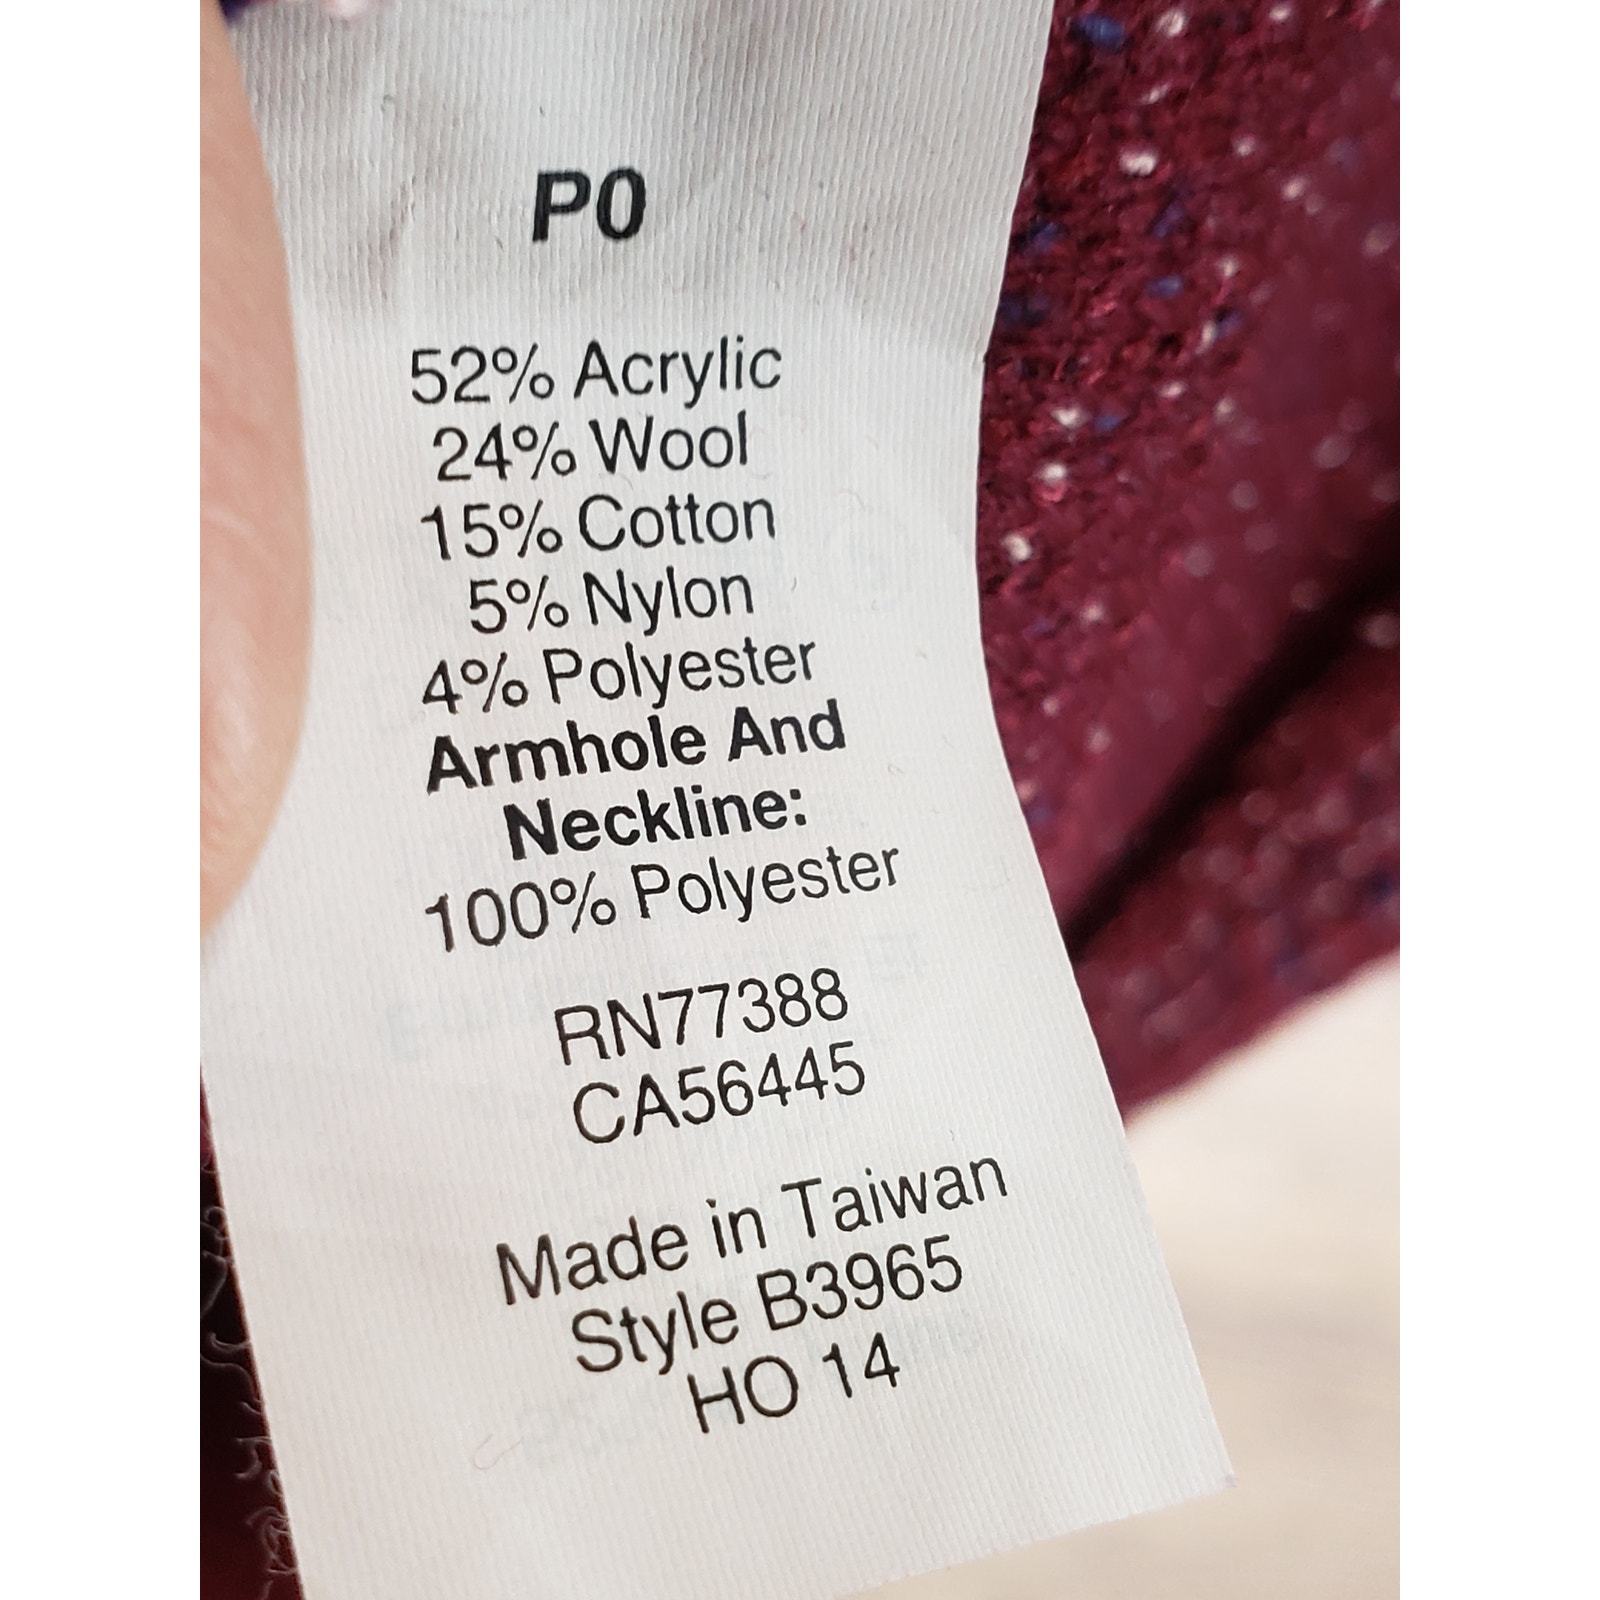 P0
52% Acrylic
24% Wool
15% Cotton
5% Nylon
4% Polyester
Armhole And
Neckline:
100% Polyester
RN77388
CA56445
Made in Taiwan
Style B3965
HO 14